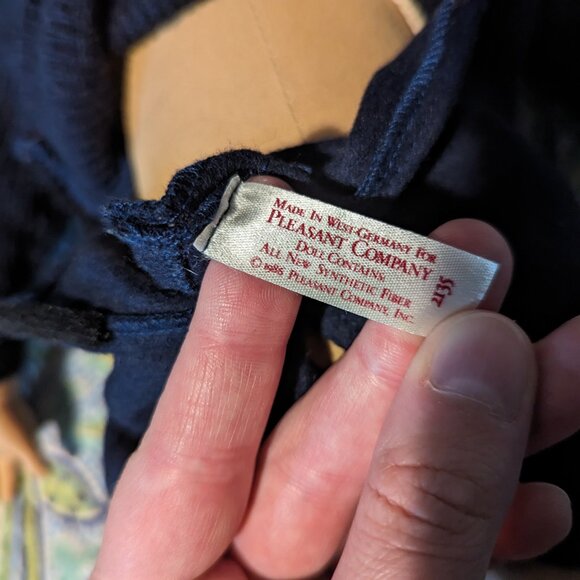 MADE IN WEST GERMANY FOR
PLEASANT COMPANY
DOLL CONTAINS
ALL NEW SYNTHETIC FIBER
© 1986 PLEASANT COMPANY, INC.
2135